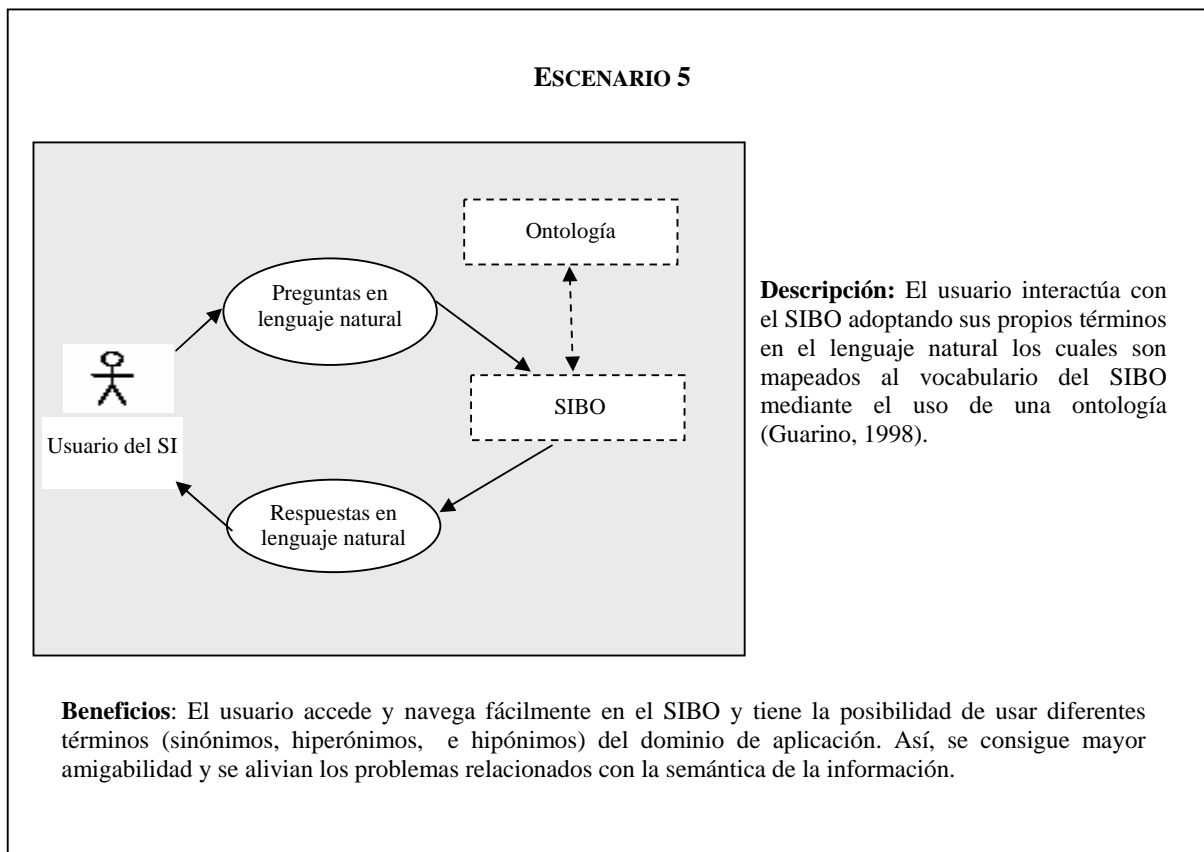 ESCENARIO 5
Ontología
Preguntas en
lenguaje natural
SIBO
Usuario del SI
Respuestas en
lenguaje natural
Descripción: El usuario interactúa con
el SIBO adoptando sus propios términos
en el lenguaje natural los cuales son
mapeados al vocabulario del SIBO
mediante el uso de una ontología
(Guarino, 1998).
Beneficios: El usuario accede y navega fácilmente en el SIBO y tiene la posibilidad de usar diferentes
términos (sinónimos, hiperónimos, e hipónimos) del dominio de aplicación. Así, se consigue mayor
amigabilidad y se alivian los problemas relacionados con la semántica de la información.